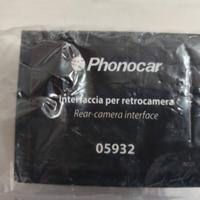 Phonocar
Interfaccia per retrocamera
Rear-camera interface
05932